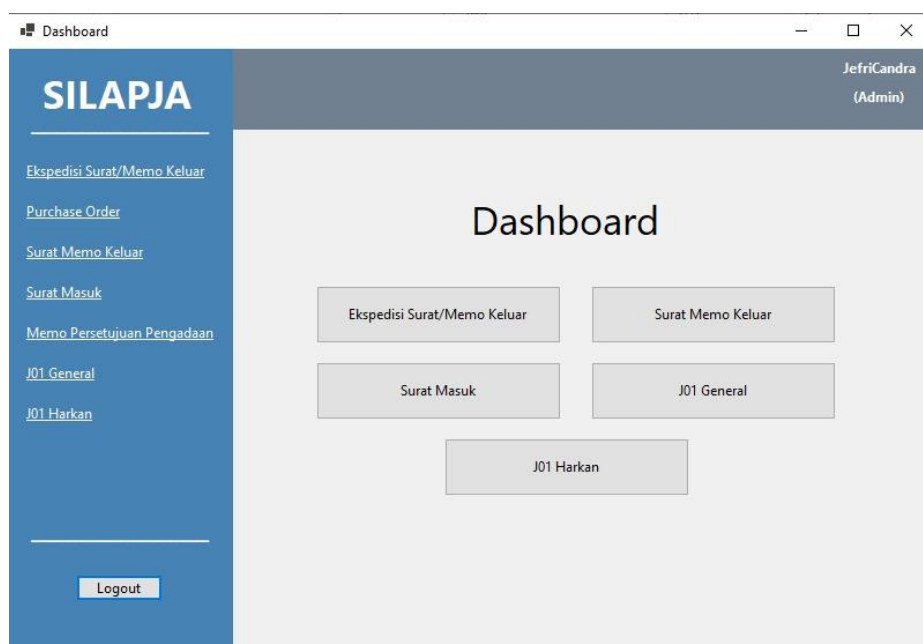 Dashboard
SILAPJA
JefriCandra
(Admin)
Ekspedisi Surat/Memo Keluar
Purchase Order
Surat Memo Keluar
Surat Masuk
Memo Persetujuan Pengadaan
J01 General
J01 Harkan
Logout
Dashboard
Ekspedisi Surat/Memo Keluar
Surat Memo Keluar
Surat Masuk
J01 General
J01 Harkan